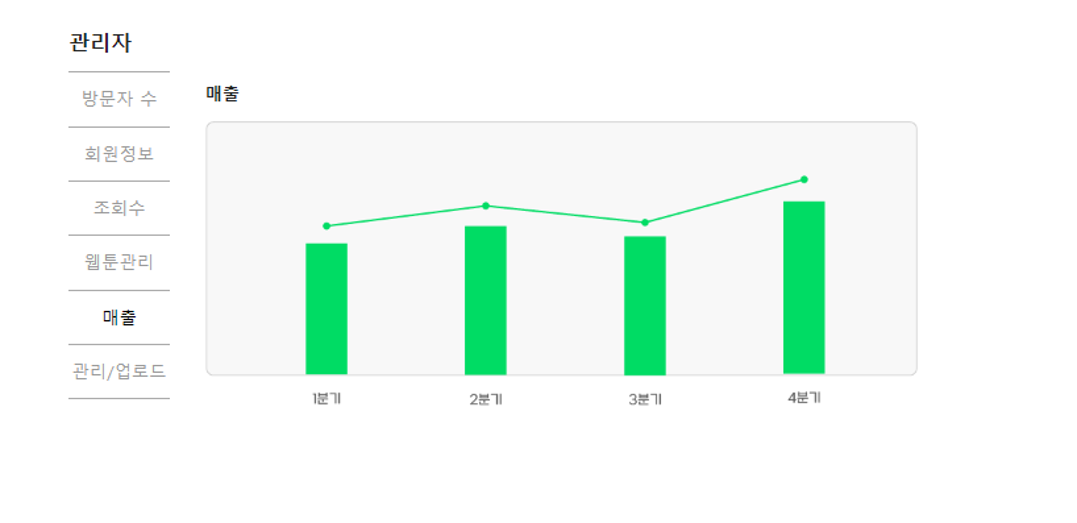 관리자
방문자 수
회원정보
조회수
웹툰관리
매출
관리/업로드
매출
1분기
2분기
3분기
4분기